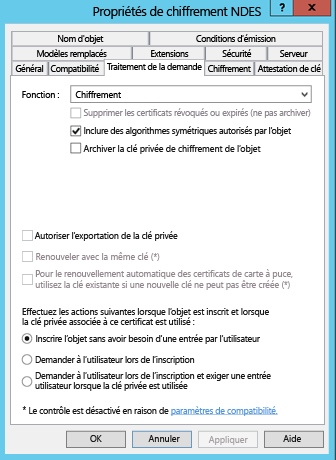 Propriétés de chiffrement NDES
?
x
Nom d'objet
Conditions d'émission
Modèles remplacés
Extensions
Sécurité
Serveur
Général
Compatibilité
Traitement de la demande
Chiffrement
Attestation de clé
Fonction :
Chiffrement
Supprimer les certificats révoqués ou expirés (ne pas archiver)
Inclure des algorithmes symétriques autorisés par l'objet
Archiver la clé privée de chiffrement de l'objet
Autoriser l'exportation de la clé privée
Renouveler avec la même clé (*)
Pour le renouvellement automatique des certificats de carte à puce,
utilisez la clé existante si une nouvelle clé ne peut pas être créée (*)
Effectuez les actions suivantes lorsque l'objet est inscrit et lorsque
la clé privée associée à ce certificat est utilisé :
Inscrire l'objet sans avoir besoin d'une entrée par l'utilisateur
Demander à l'utilisateur lors de l'inscription
Demander à l'utilisateur lors de l'inscription et exiger une entrée
utilisateur lorsque la clé privée est utilisée
* Le contrôle est désactivé en raison de paramètres de compatibilité.
OK
Annuler
Appliquer
Aide